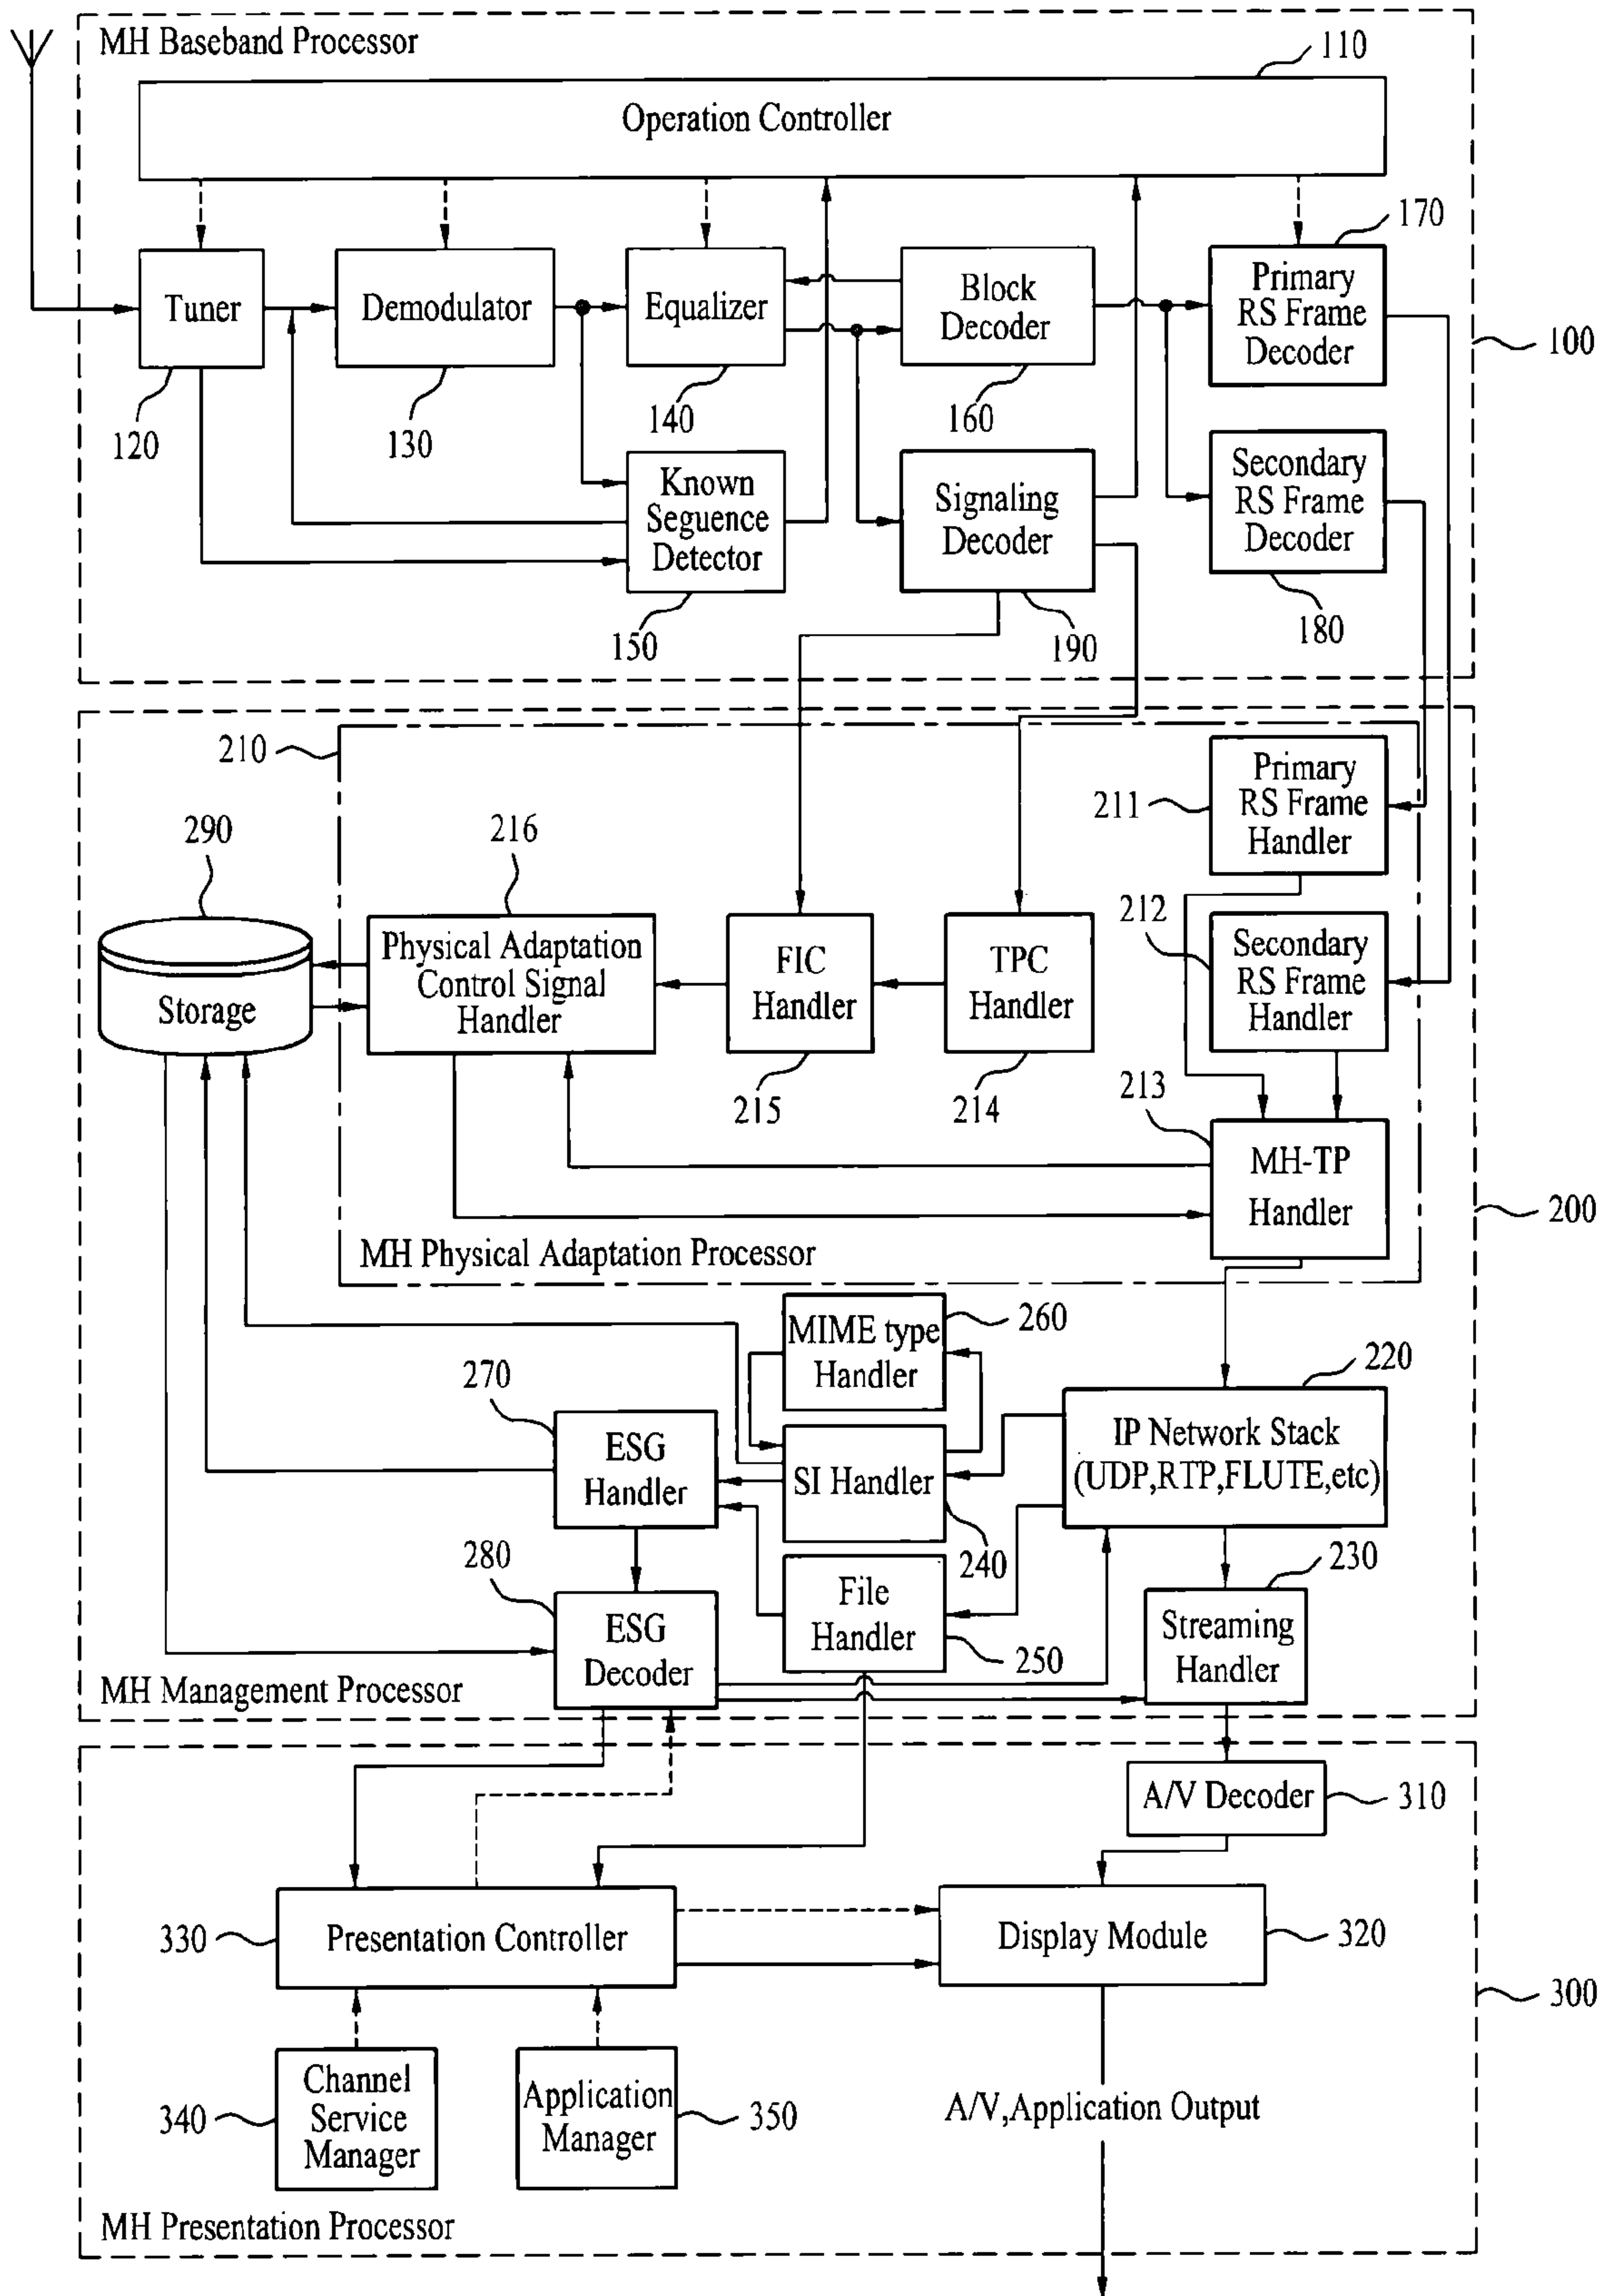 MH Baseband Processor
110
Operation Controller
170
Tuner
Demodulator
Equalizer
Block
Decoder
Primary
RS Frame
Decoder
100
120
130
140
160
Known
Seguence
Detector
Signaling
Decoder
Secondary
RS Frame
Decoder
150
190
180
210
211
Primary
RS Frame
Handler
290
216
212
Storage
Physical Adaptation
Control Signal
Handler
FIC
Handler
TPC
Handler
Secondary
RS Frame
Handler
215
214
213
MH-TP
Handler
200
MH Physical Adaptation Processor
MIME type
Handler
260
270
220
ESG
Handler
SI Handler
IP Network Stack
(UDP,RTP,FLUTE,etc)
280
240
230
ESG
Decoder
File
Handler
250
Streaming
Handler
MH Management Processor
A/V Decoder
310
330
Presentation Controller
Display Module
320
300
340
Channel
Service
Manager
Application
Manager
350
A/V,Application Output
MH Presentation Processor